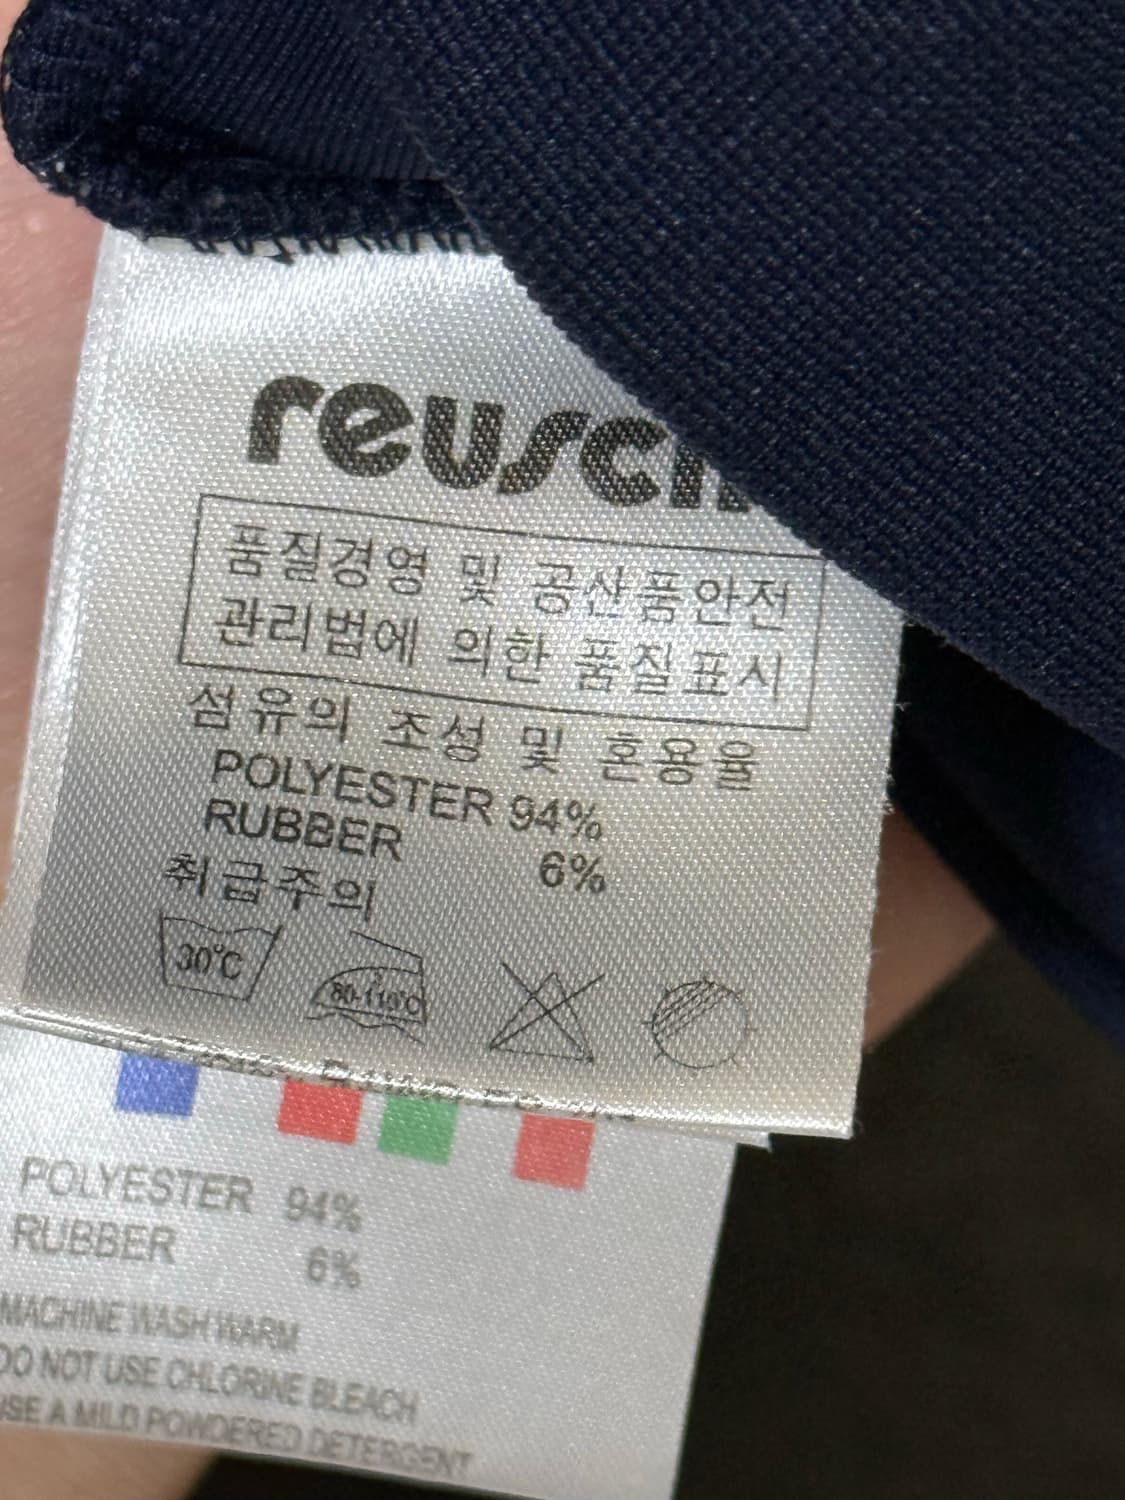 reusch
품질경영 및 공산품안전
관리법에 의한 품질표시
섬유의 조성 및 혼용율
POLYESTER 94%
RUBBER 6%
취급주의
30℃
80-110℃
POLYESTER 94%
RUBBER 6%
MACHINE WASH WARM
DO NOT USE CHLORINE BLEACH
USE A MILD POWDERED DETERGENT